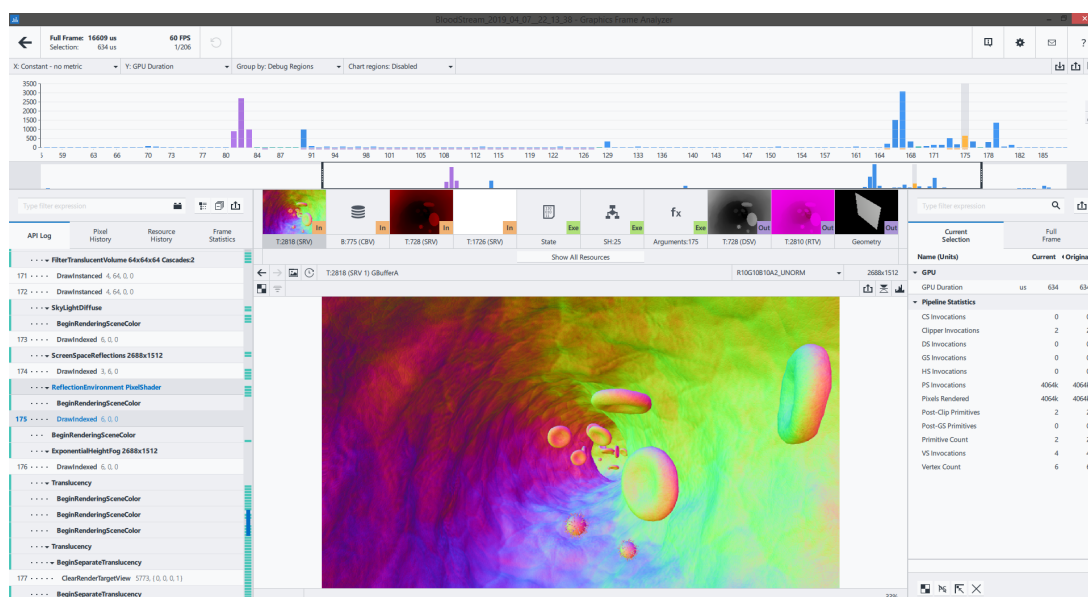 BloodStream_2019_04_07__22_13_38 - Graphics Frame Analyzer
Full Frame: 16609 us 60 FPS
Selection: 634 us 1/206
X: Constant - no metric Y: GPU Duration Group by: Debug Regions Chart regions: Disabled
3500
3000
2500
2000
1500
1000
500
0
59 63 66 70 73 77 80 84 87 91 94 98 101 105 108 112 115 119 122 126 129 133 136 140 143 147 150 154 157 161 164 168 171 175 178 182 185
Type filter expression
API Log Pixel History Resource History Frame Statistics
FilterTranslucentVolume 64x64x64 Cascades:2
171 DrawInstanced 4, 64, 0, 0
172 DrawInstanced 4, 64, 0, 0
SkyLightDiffuse
BeginRenderingSceneColor
173 DrawIndexed 6, 0, 0
ScreenSpaceReflections 2688x1512
174 DrawIndexed 3, 6, 0
ReflectionEnvironment PixelShader
BeginRenderingSceneColor
175 DrawIndexed 6, 0, 0
BeginRenderingSceneColor
ExponentialHeightFog 2688x1512
176 DrawIndexed 6, 0, 0
Translucency
BeginRenderingSceneColor
BeginRenderingSceneColor
BeginRenderingSceneColor
Translucency
BeginSeparateTranslucency
177 ClearRenderTargetView 5773, {0, 0, 0, 1}
BeginSeparateTranslucency
In In In In Exe Exe fx Exe Out Out Out
T:2818 (SRV) B:775 (CBV) T:728 (SRV) T:1726 (SRV) State SH:25 Arguments:175 T:728 (DSV) T:2810 (RTV) Geometry
Show All Resources
T:2818 (SRV 1) GBufferA R10G10B10A2_UNORM 2688x1512
Type filter expression
Current Selection Full Frame
Name (Units) Current
GPU
GPU Duration us 634 634
Pipeline Statistics
CS Invocations 0
Clipper Invocations 2
DS Invocations 0
GS Invocations 0
HS Invocations 0
PS Invocations 4064k
Pixels Rendered 4064k
Post-Clip Primitives 2
Post-GS Primitives 0
Primitive Count 2
VS Invocations 4
Vertex Count 6